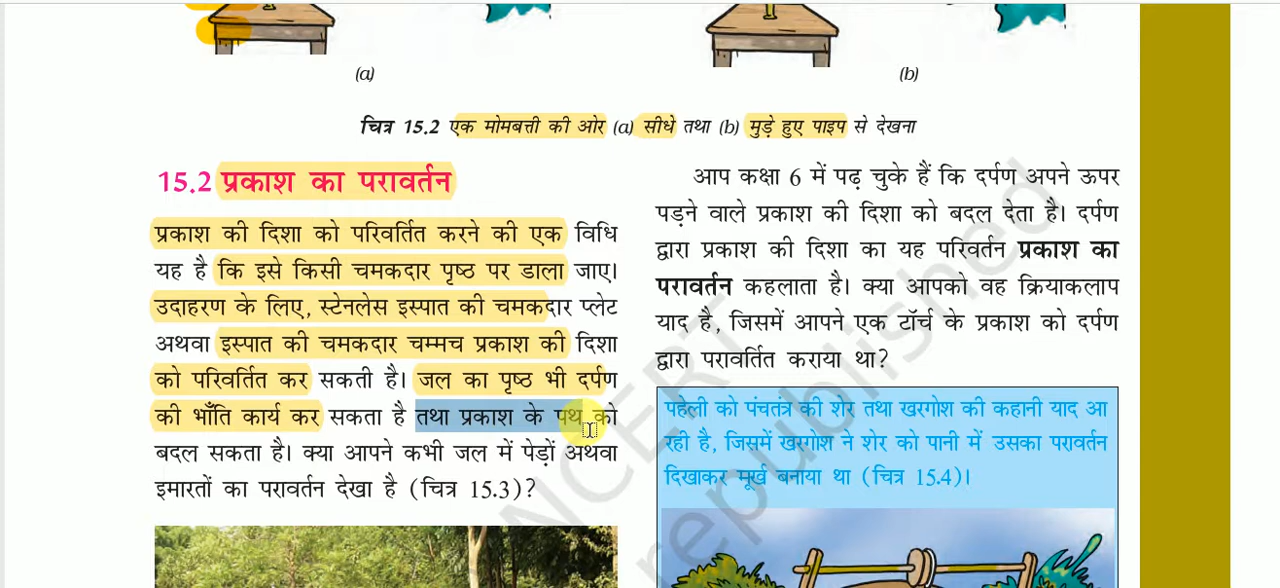 (a)
(b)
चित्र 15.2 एक मोमबत्ती की ओर (a) सीधे तथा (b) मुड़े हुए पाइप से देखना
15.2 प्रकाश का परावर्तन
प्रकाश की दिशा को परिवर्तित करने की एक विधि
यह है कि इसे किसी चमकदार पृष्ठ पर डाला जाए।
उदाहरण के लिए, स्टेनलेस इस्पात की चमकदार प्लेट
अथवा इस्पात की चमकदार चम्मच प्रकाश की दिशा
को परिवर्तित कर सकती है। जल का पृष्ठ भी दर्पण
की भाँति कार्य कर सकता है तथा प्रकाश के पथ को
बदल सकता है। क्या आपने कभी जल में पेड़ों अथवा
इमारतों का परावर्तन देखा है (चित्र 15.3)?
आप कक्षा 6 में पढ़ चुके हैं कि दर्पण अपने ऊपर
पड़ने वाले प्रकाश की दिशा को बदल देता है। दर्पण
द्वारा प्रकाश की दिशा का यह परिवर्तन प्रकाश का
परावर्तन कहलाता है। क्या आपको वह क्रियाकलाप
याद है, जिसमें आपने एक टॉर्च के प्रकाश को दर्पण
द्वारा परावर्तित कराया था?
पहेली को पंचतंत्र की शेर तथा खरगोश की कहानी याद आ
रही है, जिसमें खरगोश ने शेर को पानी में उसका परावर्तन
दिखाकर मूर्ख बनाया था (चित्र 15.4)।
NCERT
republished